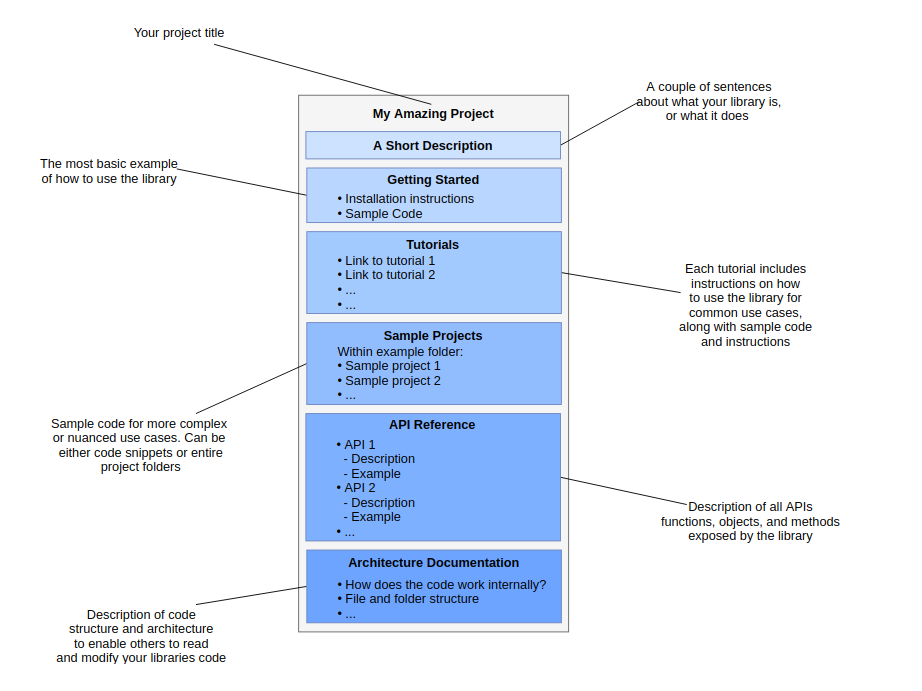 Your project title
My Amazing Project
A couple of sentences
about what your library is,
or what it does
A Short Description
The most basic example
of how to use the library
Getting Started
• Installation instructions
• Sample Code
Tutorials
• Link to tutorial 1
• Link to tutorial 2
• ...
• ...
Each tutorial includes
instructions on how
to use the library for
common use cases,
along with sample code
and instructions
Sample Projects
Within example folder:
• Sample project 1
• Sample project 2
• ...
Sample code for more complex
or nuanced use cases. Can be
either code snippets or entire
project folders
API Reference
• API 1
- Description
- Example
• API 2
- Description
- Example
• ...
Description of all APIs
functions, objects, and methods
exposed by the library
Architecture Documentation
• How does the code work internally?
• File and folder structure
• ...
Description of code
structure and architecture
to enable others to read
and modify your libraries code